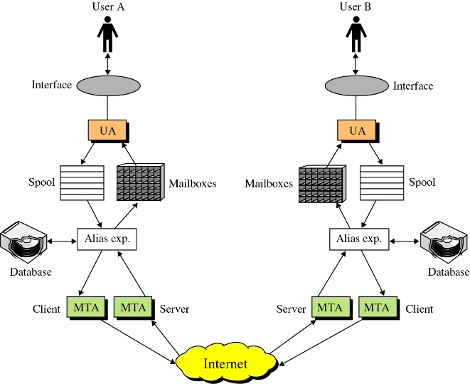 User A
User B
Interface
Interface
UA
UA
Spool
Mailboxes
Mailboxes
Spool
Alias exp.
Alias exp.
Database
Database
Client
MTA
MTA
Server
Server
MTA
MTA
Client
Internet